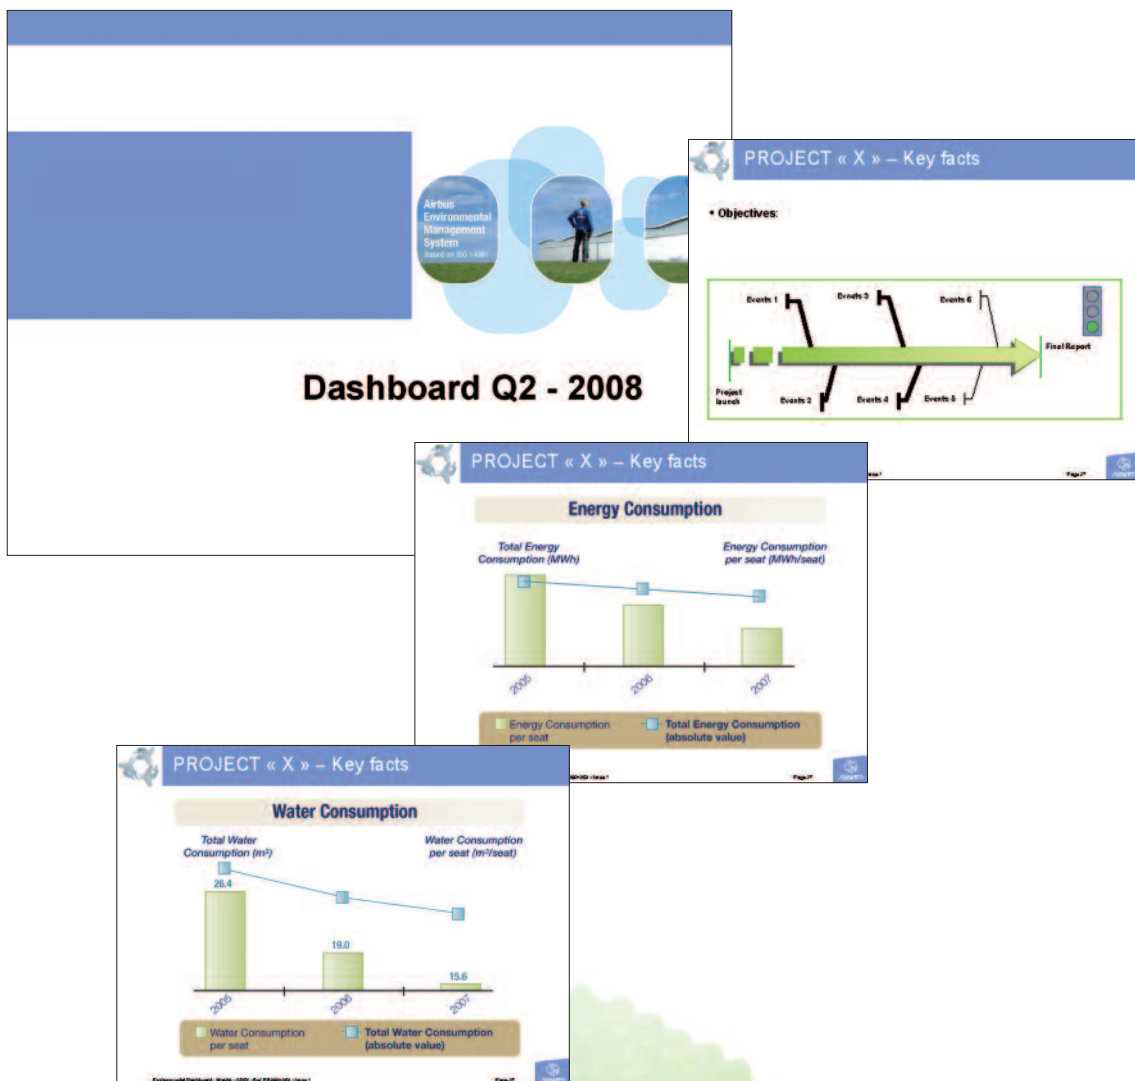 Airbus
Environmental
Management
System
Based on ISO 14001
Dashboard Q2 - 2008
PROJECT « X » – Key facts
• Objectives:
Events 1
Events 3
Events 6
Final Report
Project
launch
Events 2
Events 4
Events 5
PROJECT « X » – Key facts
Energy Consumption
Total Energy
Consumption (MWh)
Energy Consumption
per seat (MWh/seat)
2005
2006
2007
Energy Consumption
per seat
Total Energy Consumption
(absolute value)
PROJECT « X » – Key facts
Water Consumption
Total Water
Consumption (m³)
Water Consumption
per seat (m³/seat)
26.4
19.0
15.6
2005
2006
2007
Water Consumption
per seat
Total Water Consumption
(absolute value)